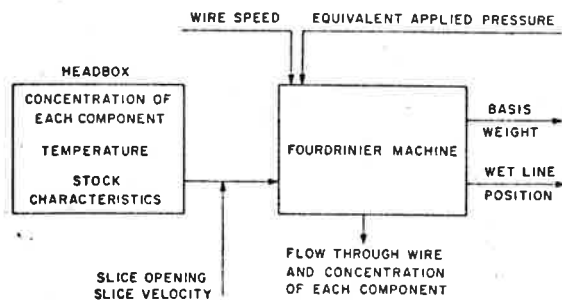 WIRE SPEED
EQUIVALENT APPLIED PRESSURE
HEADBOX
CONCENTRATION OF
EACH COMPONENT
TEMPERATURE
STOCK
CHARACTERISTICS
FOURDRINIER MACHINE
BASIS
WEIGHT
WET LINE
POSITION
SLICE OPENING
SLICE VELOCITY
FLOW THROUGH WIRE
AND CONCENTRATION
OF EACH COMPONENT